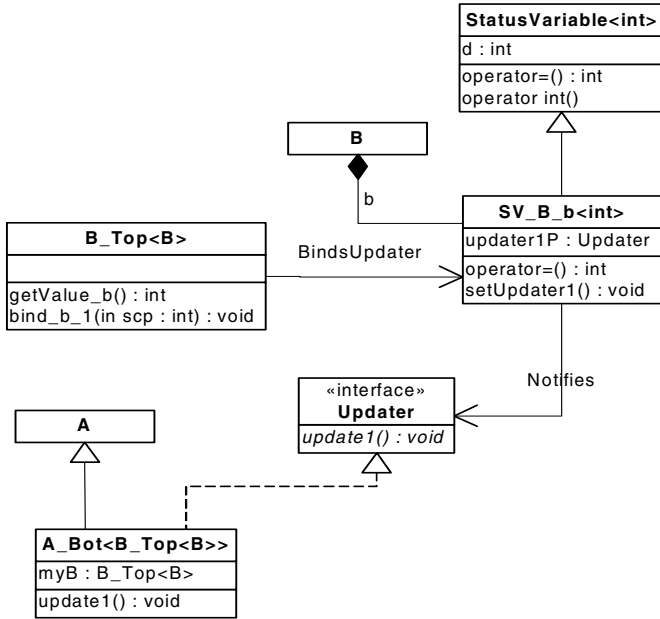 StatusVariable<int>
d : int
operator=() : int
operator int()
B
b
SV_B_b<int>
updater1P : Updater
operator=() : int
setUpdater1() : void
B_Top<B>
getValue_b() : int
bind_b_1(in scp : int) : void
BindsUpdater
Notifies
«interface»
Updater
update1() : void
A
A_Bot<B_Top<B>>
myB : B_Top<B>
update1() : void